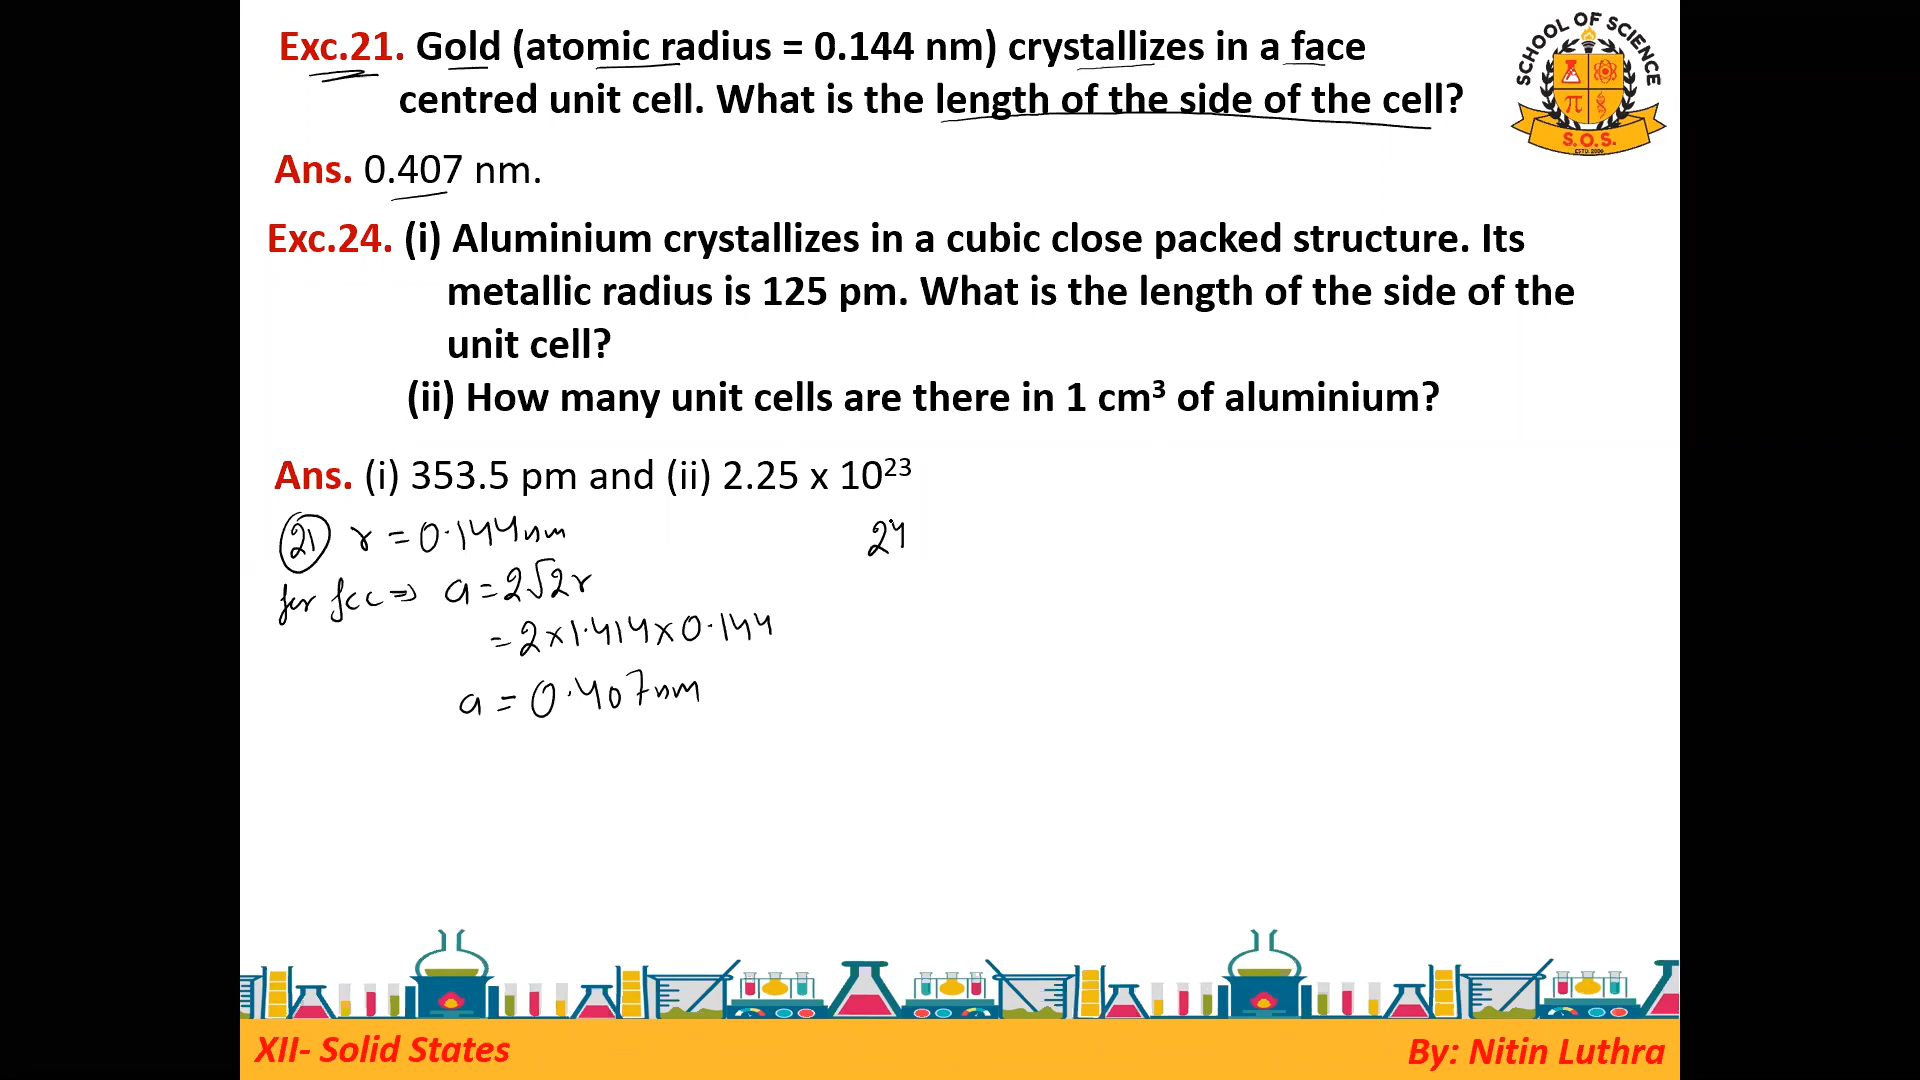 Exc.21. Gold (atomic radius = 0.144 nm) crystallizes in a face
centred unit cell. What is the length of the side of the cell?
SCHOOL OF SCIENCE
π
S.O.S.
ESTD. 2006
Ans. 0.407 nm.
Exc.24. (i) Aluminium crystallizes in a cubic close packed structure. Its
metallic radius is 125 pm. What is the length of the side of the
unit cell?
(ii) How many unit cells are there in 1 cm³ of aluminium?
Ans. (i) 353.5 pm and (ii) 2.25 x 10²³
21 r = 0.144nm
24
for fcc ⇒ a = 2√2r
= 2×1.414×0.144
a = 0.407nm
XII- Solid States
By: Nitin Luthra